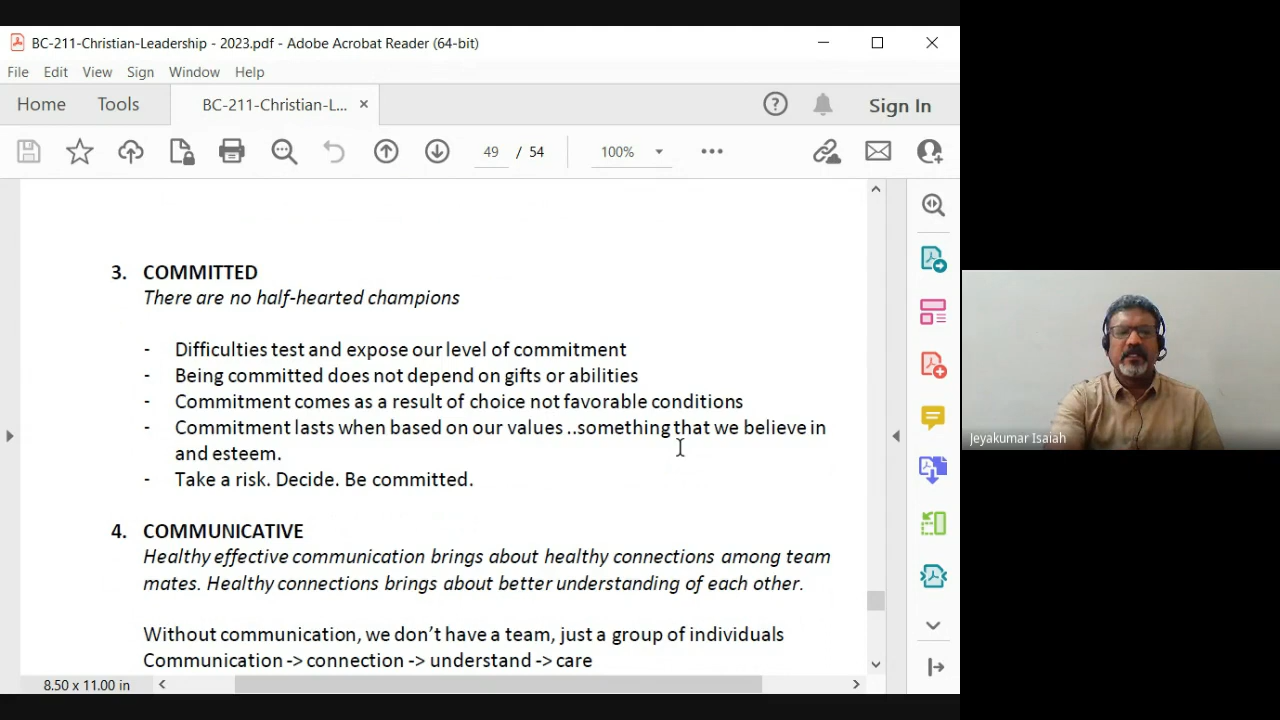 BC-211-Christian-Leadership - 2023.pdf - Adobe Acrobat Reader (64-bit)
File Edit View Sign Window Help
Home Tools BC-211-Christian-L... × Sign In
49 / 54 100%
3. COMMITTED
There are no half-hearted champions
- Difficulties test and expose our level of commitment
- Being committed does not depend on gifts or abilities
- Commitment comes as a result of choice not favorable conditions
- Commitment lasts when based on our values ..something that we believe in
and esteem.
- Take a risk. Decide. Be committed.
Jeyakumar Isaiah
4. COMMUNICATIVE
Healthy effective communication brings about healthy connections among team
mates. Healthy connections brings about better understanding of each other.
Without communication, we don't have a team, just a group of individuals
Communication -> connection -> understand -> care
8.50 x 11.00 in